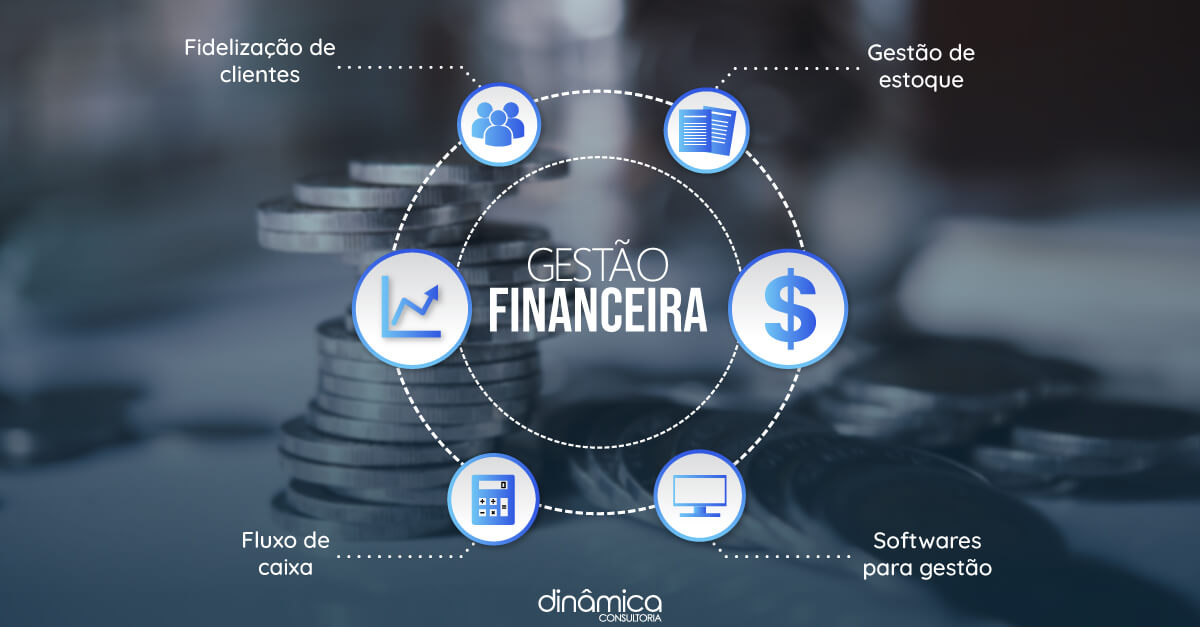 Fidelização de
clientes
Gestão de
estoque
GESTÃO
FINANCEIRA
$
Fluxo de
caixa
Softwares
para gestão
dinâmica
CONSULTORIA